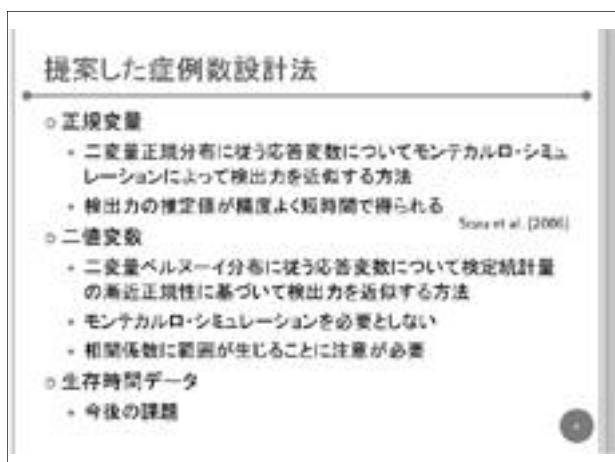 提案した症例数設計法
正規変量
二変量正規分布に従う応答変数についてモンテカルロ・シミュ
レーションによって検出力を近似する方法
検出力の推定値が精度よく短時間で得られる
et al. (2006)
二値変数
二変量ベルヌーイ分布に従う応答変数について検定統計量
の漸近正規性に基づいて検出力を近似する方法
モンテカルロ・シミュレーションを必要としない
相関係数に範囲が生じることに注意が必要
生存時間データ
今後の課題